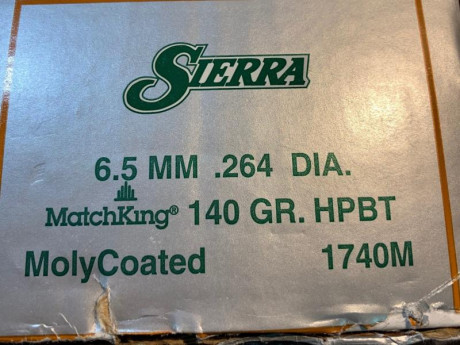 SIERRA
6.5 MM .264 DIA.
MatchKing® 140 GR. HPBT
MolyCoated 1740M